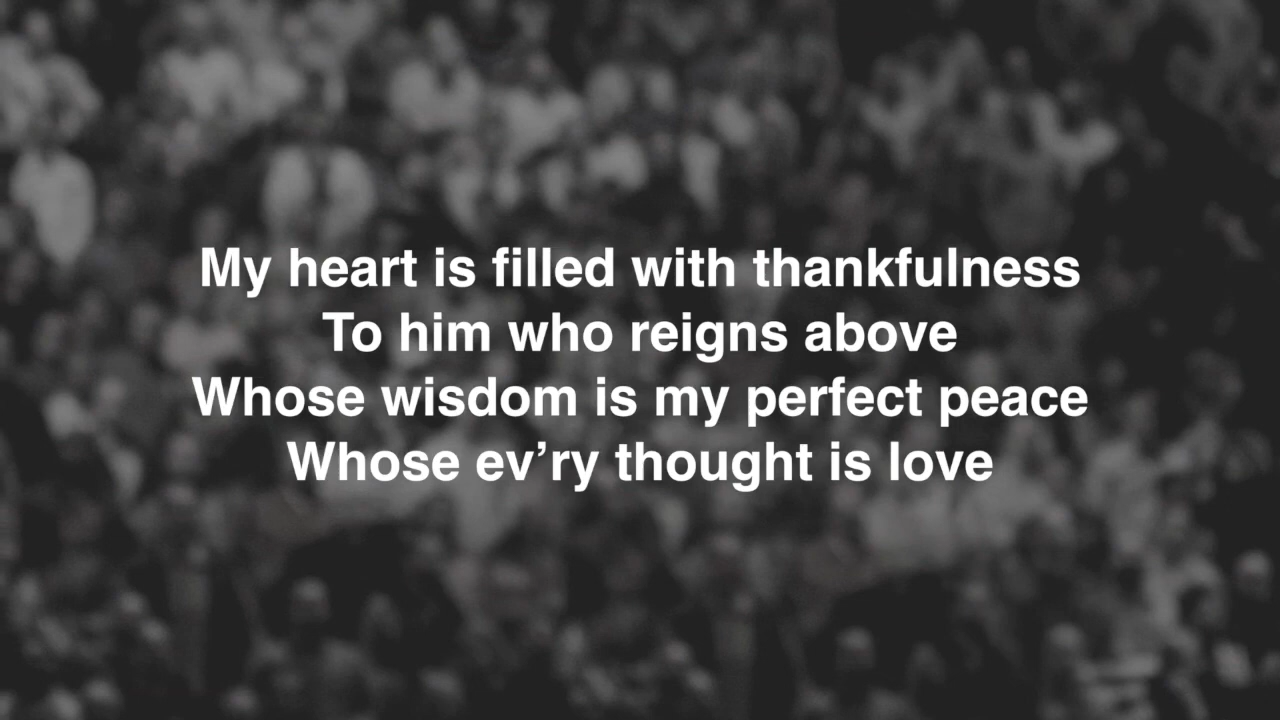 My heart is filled with thankfulness
To him who reigns above
Whose wisdom is my perfect peace
Whose ev’ry thought is love